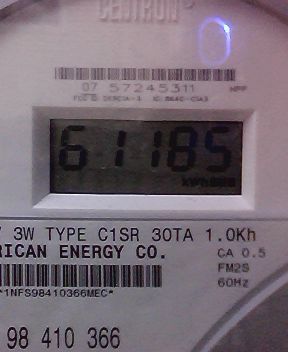 CENTRON
07 57245311
61185
3W TYPE C1SR 30TA 1.0Kh
RICAN ENERGY CO.
CA 0.5
FM2S
60Hz
*1NFS98410366MEC*
98 410 366